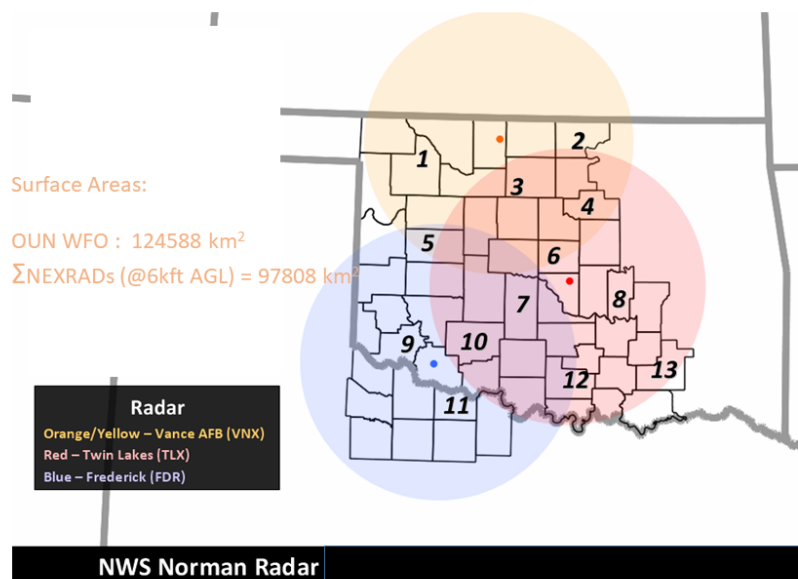 Surface Areas:
OUN WFO : 124588 km²
ΣNEXRADs (@6kft AGL) = 97808 km²
1
2
3
4
5
6
7
8
9
10
11
12
13
Radar
Orange/Yellow – Vance AFB (VNX)
Red – Twin Lakes (TLX)
Blue – Frederick (FDR)
NWS Norman Radar